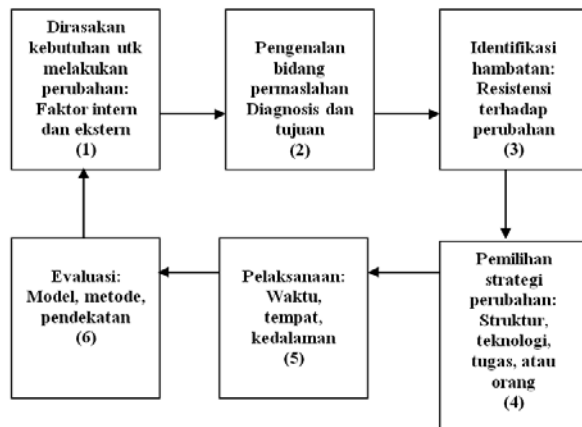 Dirasakan
kebutuhan utk
melakukan
perubahan:
Faktor intern
dan ekstern
(1)
Pengenalan
bidang
permaslahan
Diagnosis dan
tujuan
(2)
Identifikasi
hambatan:
Resistensi
terhadap
perubahan
(3)
Pemilihan
strategi
perubahan:
Struktur,
teknologi,
tugas, atau
orang
(4)
Pelaksanaan:
Waktu,
tempat,
kedalaman
(5)
Evaluasi:
Model, metode,
pendekatan
(6)